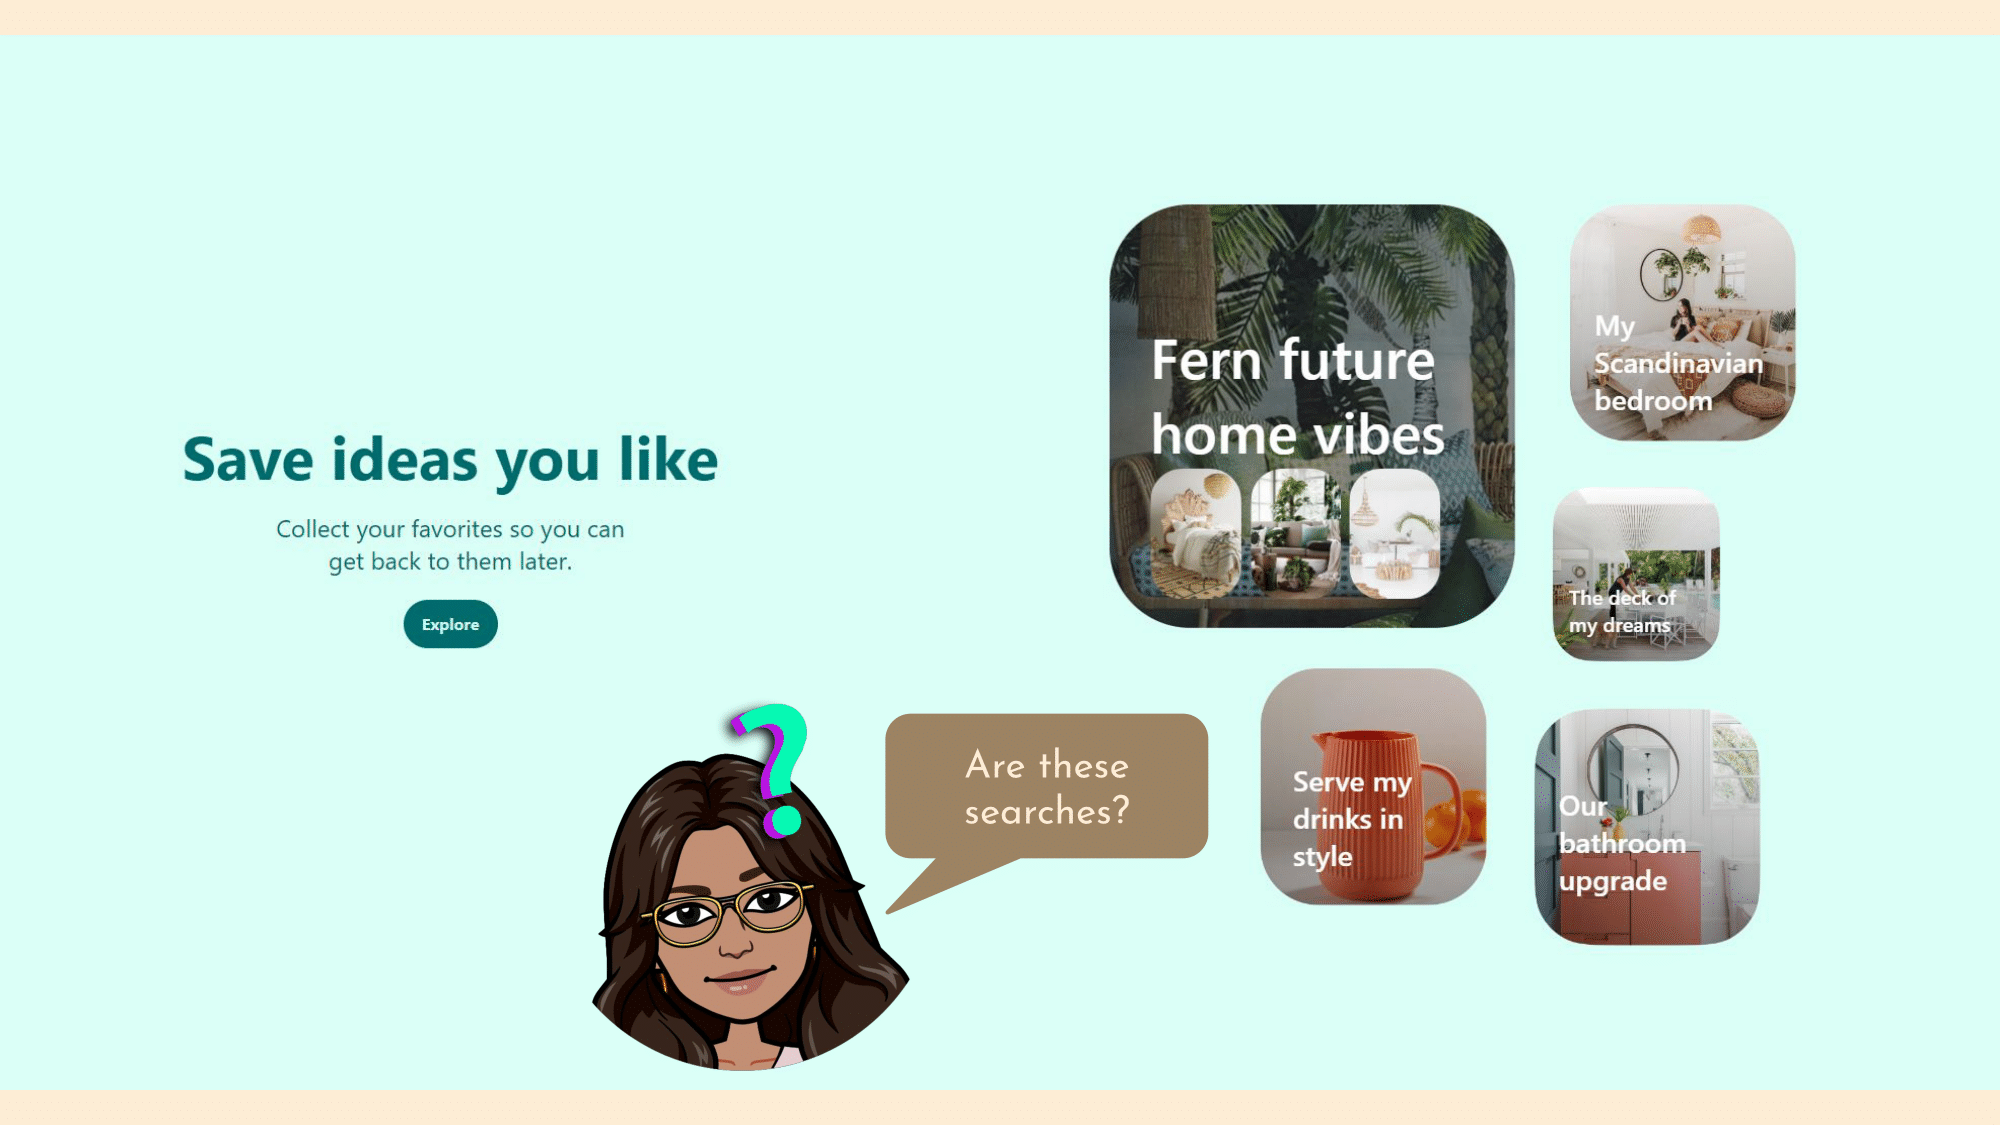 Save ideas you like
Collect your favorites so you can
get back to them later.
Explore
Fern future
home vibes
My
Scandinavian
bedroom
The deck of
my dreams
Serve my
drinks in
style
Our
bathroom
upgrade
?
Are these
searches?